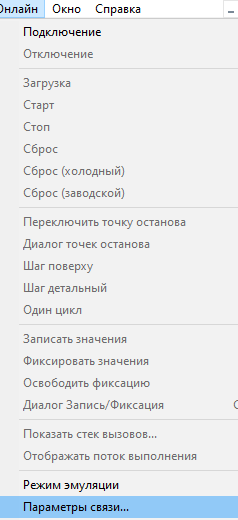 Онлайн Окно Справка
Подключение
Отключение
Загрузка
Старт
Стоп
Сброс
Сброс (холодный)
Сброс (заводской)
Переключить точку останова
Диалог точек останова
Шаг поверху
Шаг детальный
Один цикл
Записать значения
Фиксировать значения
Освободить фиксацию
Диалог Запись/Фиксация
Показать стек вызовов...
Отображать поток выполнения
Режим эмуляции
Параметры связи...